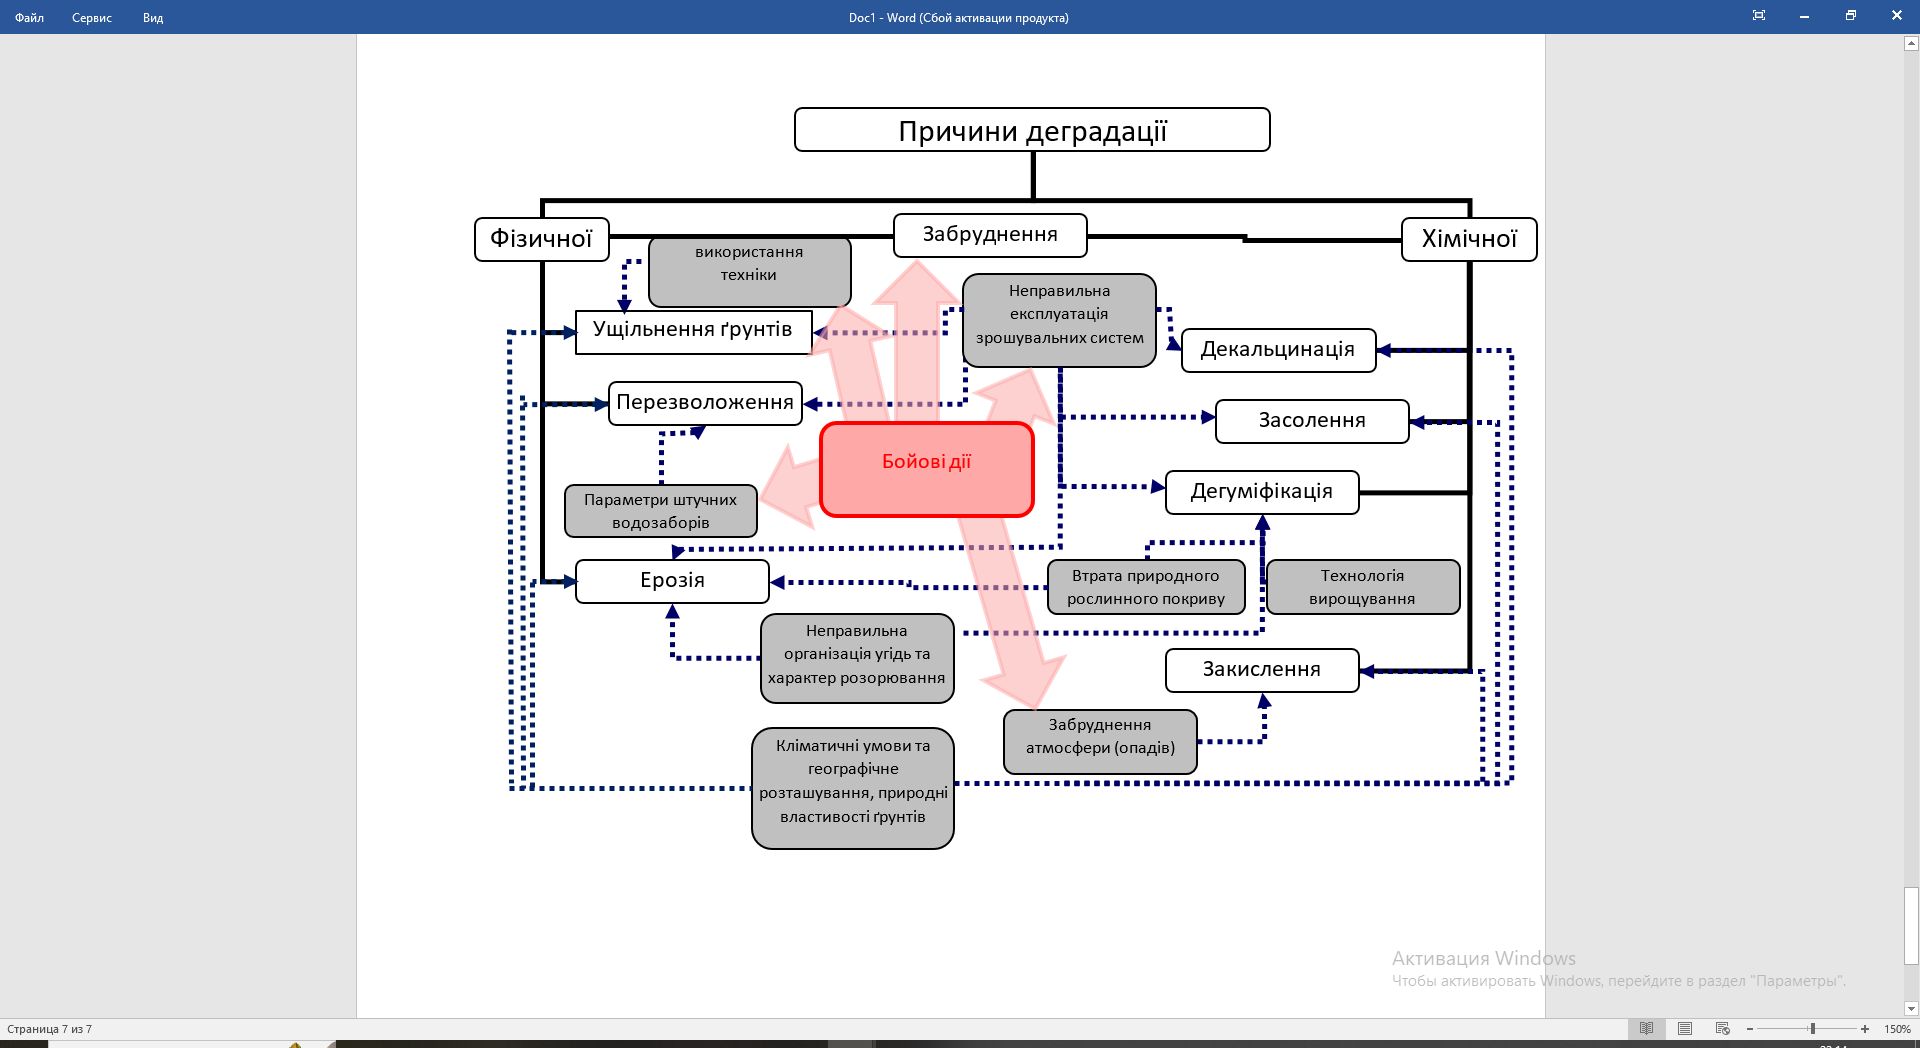 Файл Сервис Вид
Doc1 - Word (Сбой активации продукта)
Причини деградації
Фізичної
Забруднення
Хімічної
використання
техніки
Неправильна
експлуатація
зрошувальних систем
Ущільнення ґрунтів
Декальцинація
Перезволоження
Засолення
Бойові дії
Дегуміфікація
Параметри штучних
водозаборів
Ерозія
Втрата природного
рослинного покриву
Технологія
вирощування
Неправильна
організація угідь та
характер розорювання
Закислення
Забруднення
атмосфери (опадів)
Кліматичні умови та
географічне
розташування, природні
властивості ґрунтів
Активация Windows
Чтобы активировать Windows, перейдите в раздел "Параметры".
Страница 7 из 7
150%